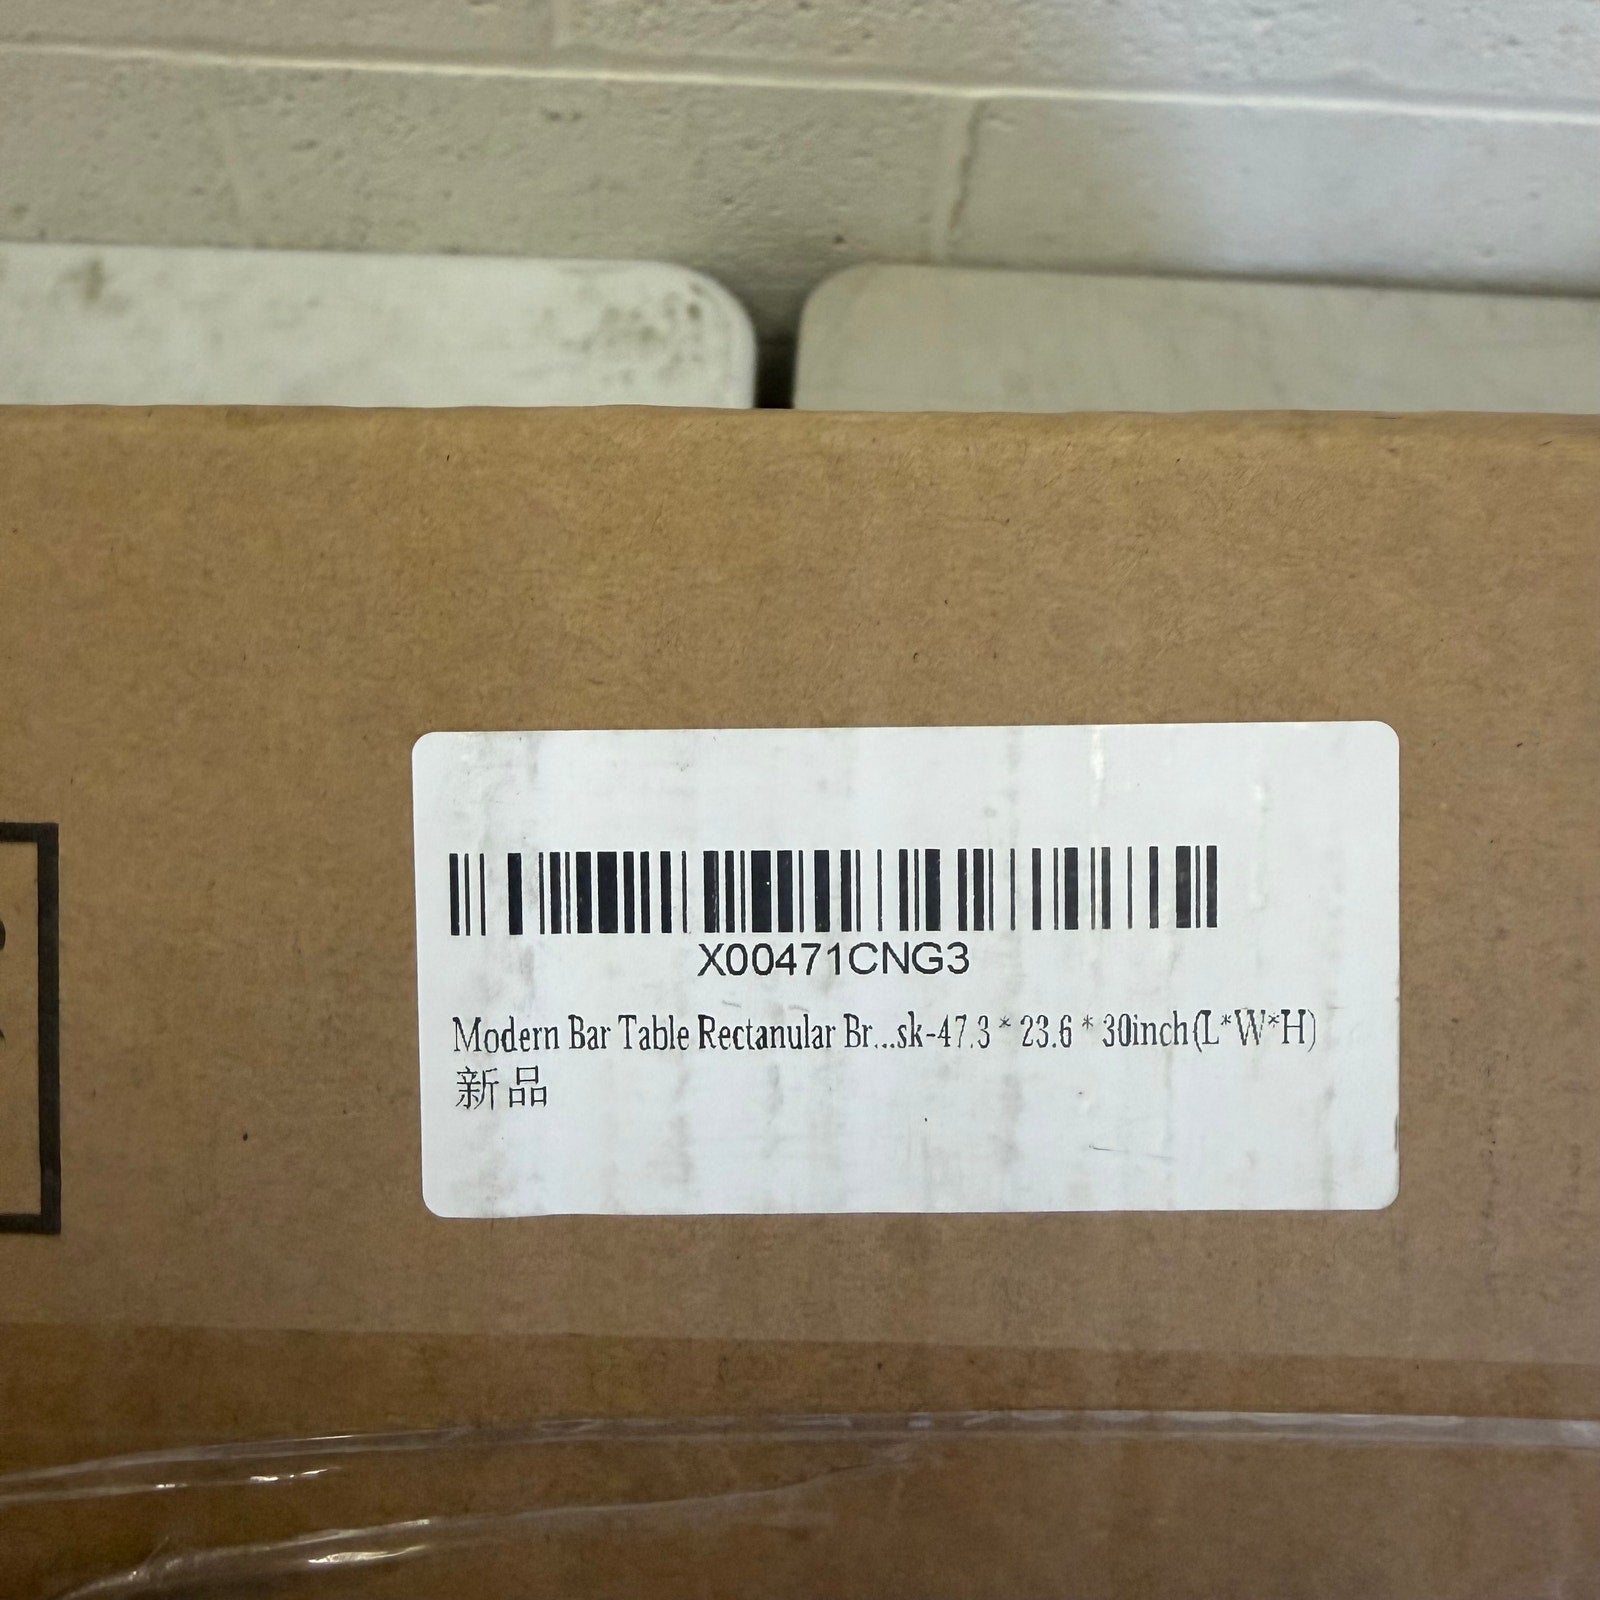 X00471CNG3
Modern Bar Table Rectanular Br...sk-47.3 * 23.6 * 30inch(L*W*H)
新品